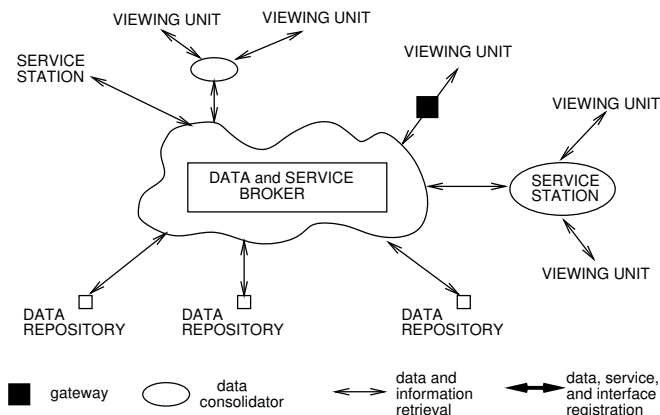 VIEWING UNIT
VIEWING UNIT
VIEWING UNIT
SERVICE
STATION
VIEWING UNIT
DATA and SERVICE
BROKER
SERVICE
STATION
VIEWING UNIT
DATA
REPOSITORY
DATA
REPOSITORY
DATA
REPOSITORY
gateway
data
consolidator
data and
information
retrieval
data, service,
and interface
registration